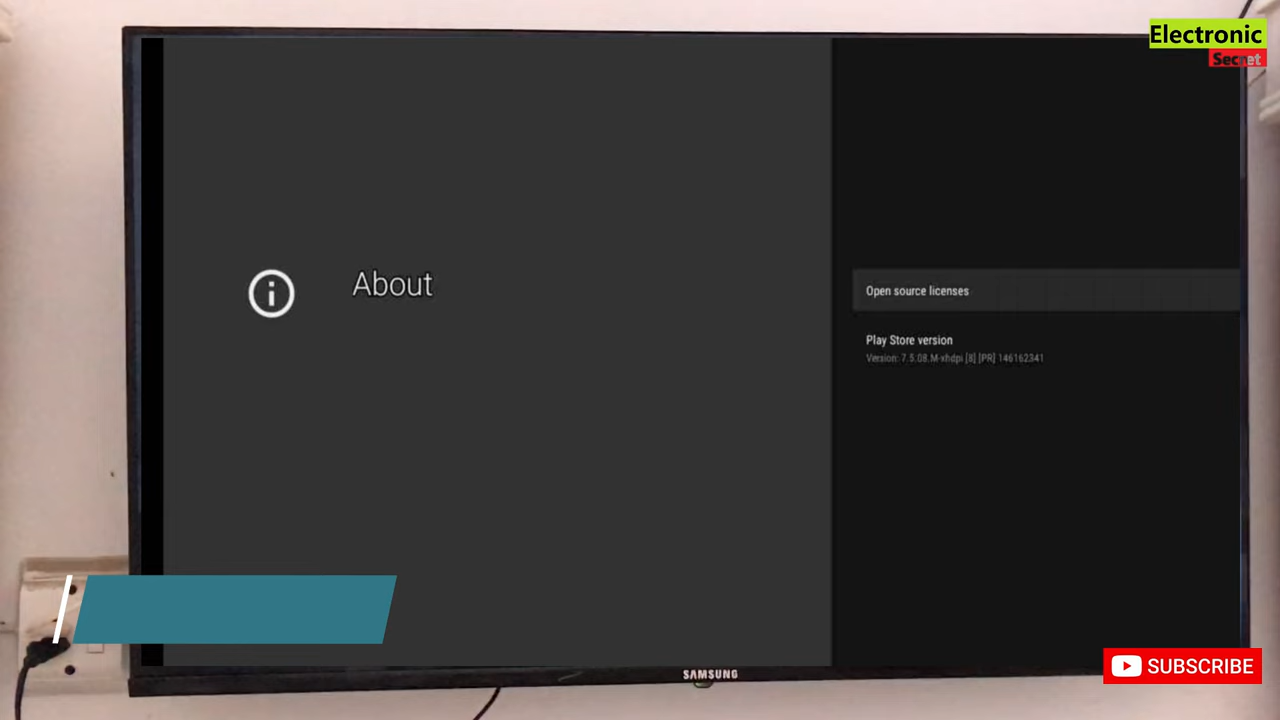 Electronic
Secret
About
Open source licenses
Play Store version
Version: 7.5.08.M-xhdpi [8] [PR] 146162341
SAMSUNG
SUBSCRIBE